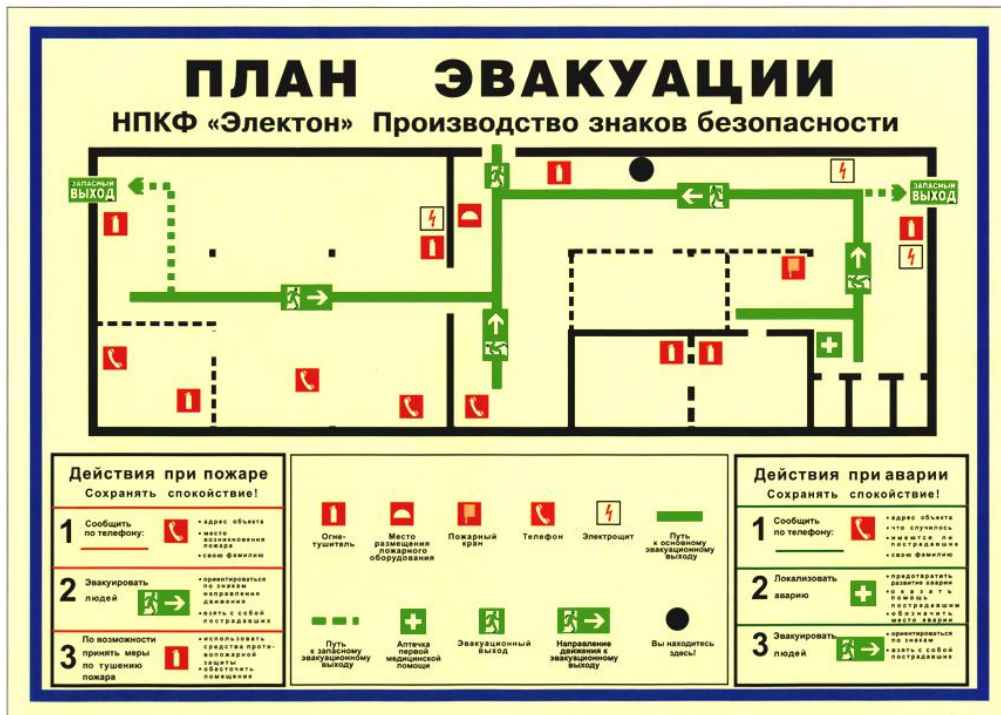 ПЛАН ЭВАКУАЦИИ
НПКФ «Электон» Производство знаков безопасности
ЗАПАСНЫЙ
ВЫХОД
ЗАПАСНЫЙ
ВЫХОД
Действия при пожаре
Сохранять спокойствие!
1 Сообщить
по телефону:
• адрес объекта
• место
возникновения
пожара
• свою фамилию
2 Эвакуировать
людей
• ориентироваться
по знакам
направления
движения
• взять с собой
пострадавших
3 По возможности
принять меры
по тушению
пожара
• использовать
средства проти-
вопожарной
защиты
• обесточить
помещение
Огне-
тушитель
Место
размещения
пожарного
оборудования
Пожарный
кран
Телефон
Электрощит
Путь
к основному
эвакуационному
выходу
Путь
к запасному
эвакуационному
выходу
Аптечка
первой
медицинской
помощи
Эвакуационный
выход
Направление
движения к
эвакуационному
выходу
Вы находитесь
здесь!
Действия при аварии
Сохранять спокойствие!
1 Сообщить
по телефону:
• адрес объекта
• что случилось
• имеются ли
пострадавшие
• свою фамилию
2 Локализовать
аварию
• предотвратить
развитие аварии
• оказать
помощь
пострадавшим
• обозначить
место аварии
3 Эвакуировать
людей
• ориентироваться
по знакам
• взять с собой
пострадавших